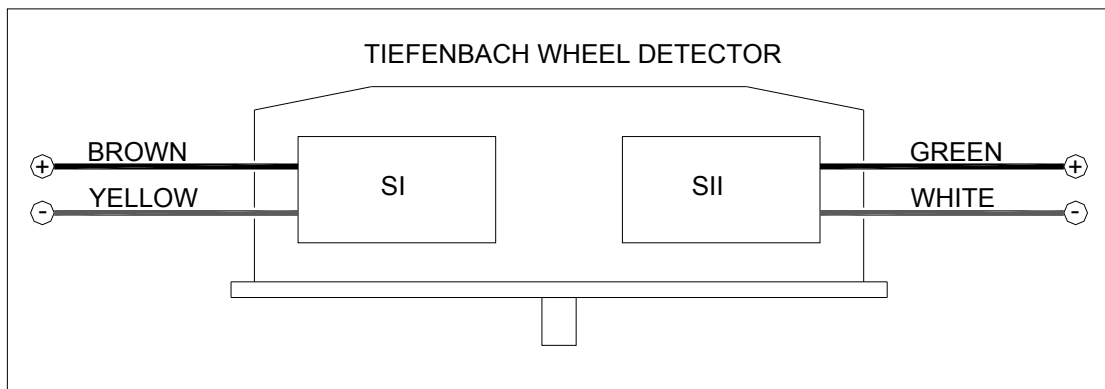 TIEFENBACH WHEEL DETECTOR
+ BROWN SI SII GREEN +
- YELLOW WHITE -